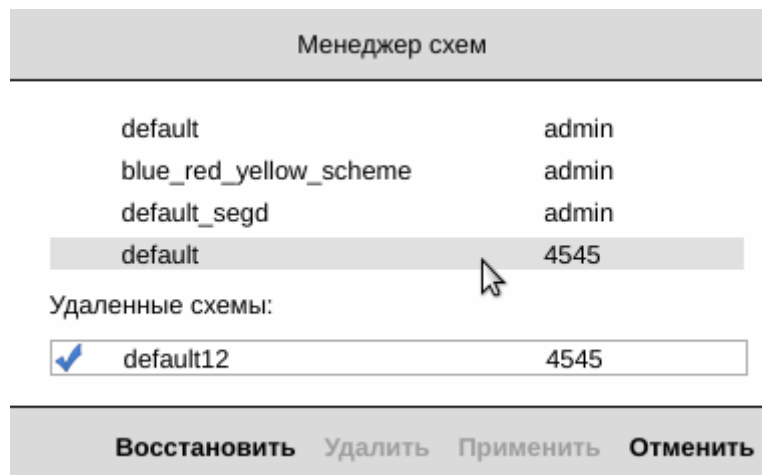 Менеджер схем
default admin
blue_red_yellow_scheme admin
default_segd admin
default 4545
Удаленные схемы:
default12 4545
Восстановить Удалить Применить Отменить